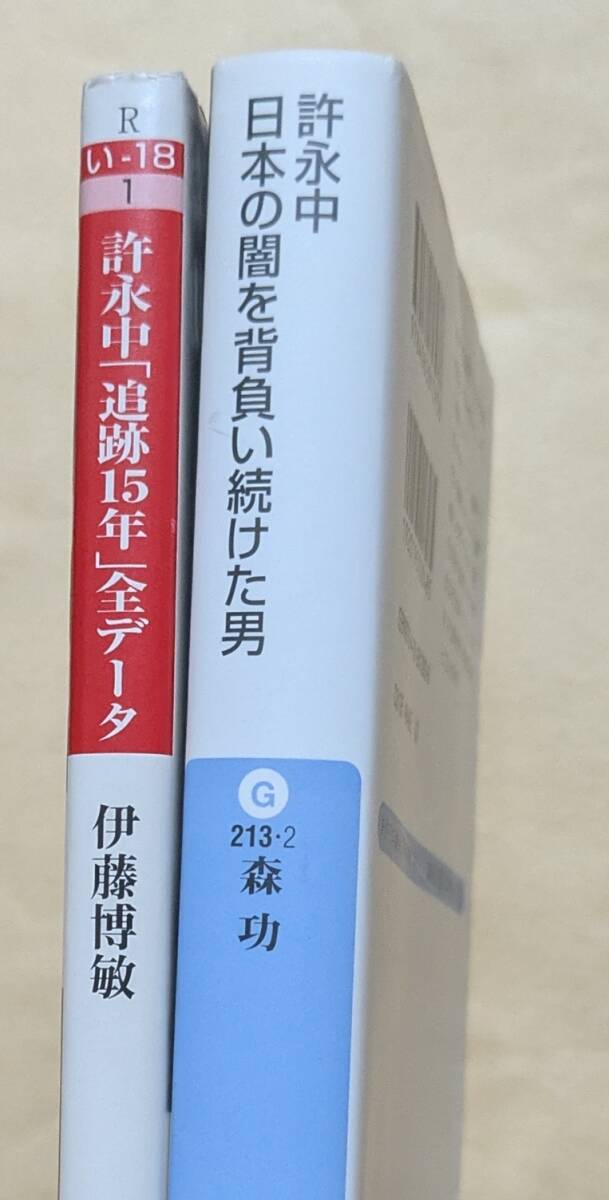 R
い-18
1
許永中「追跡15年」全データ
伊藤博敏
許永中
日本の闇を背負い続けた男
G
213・2
森 功